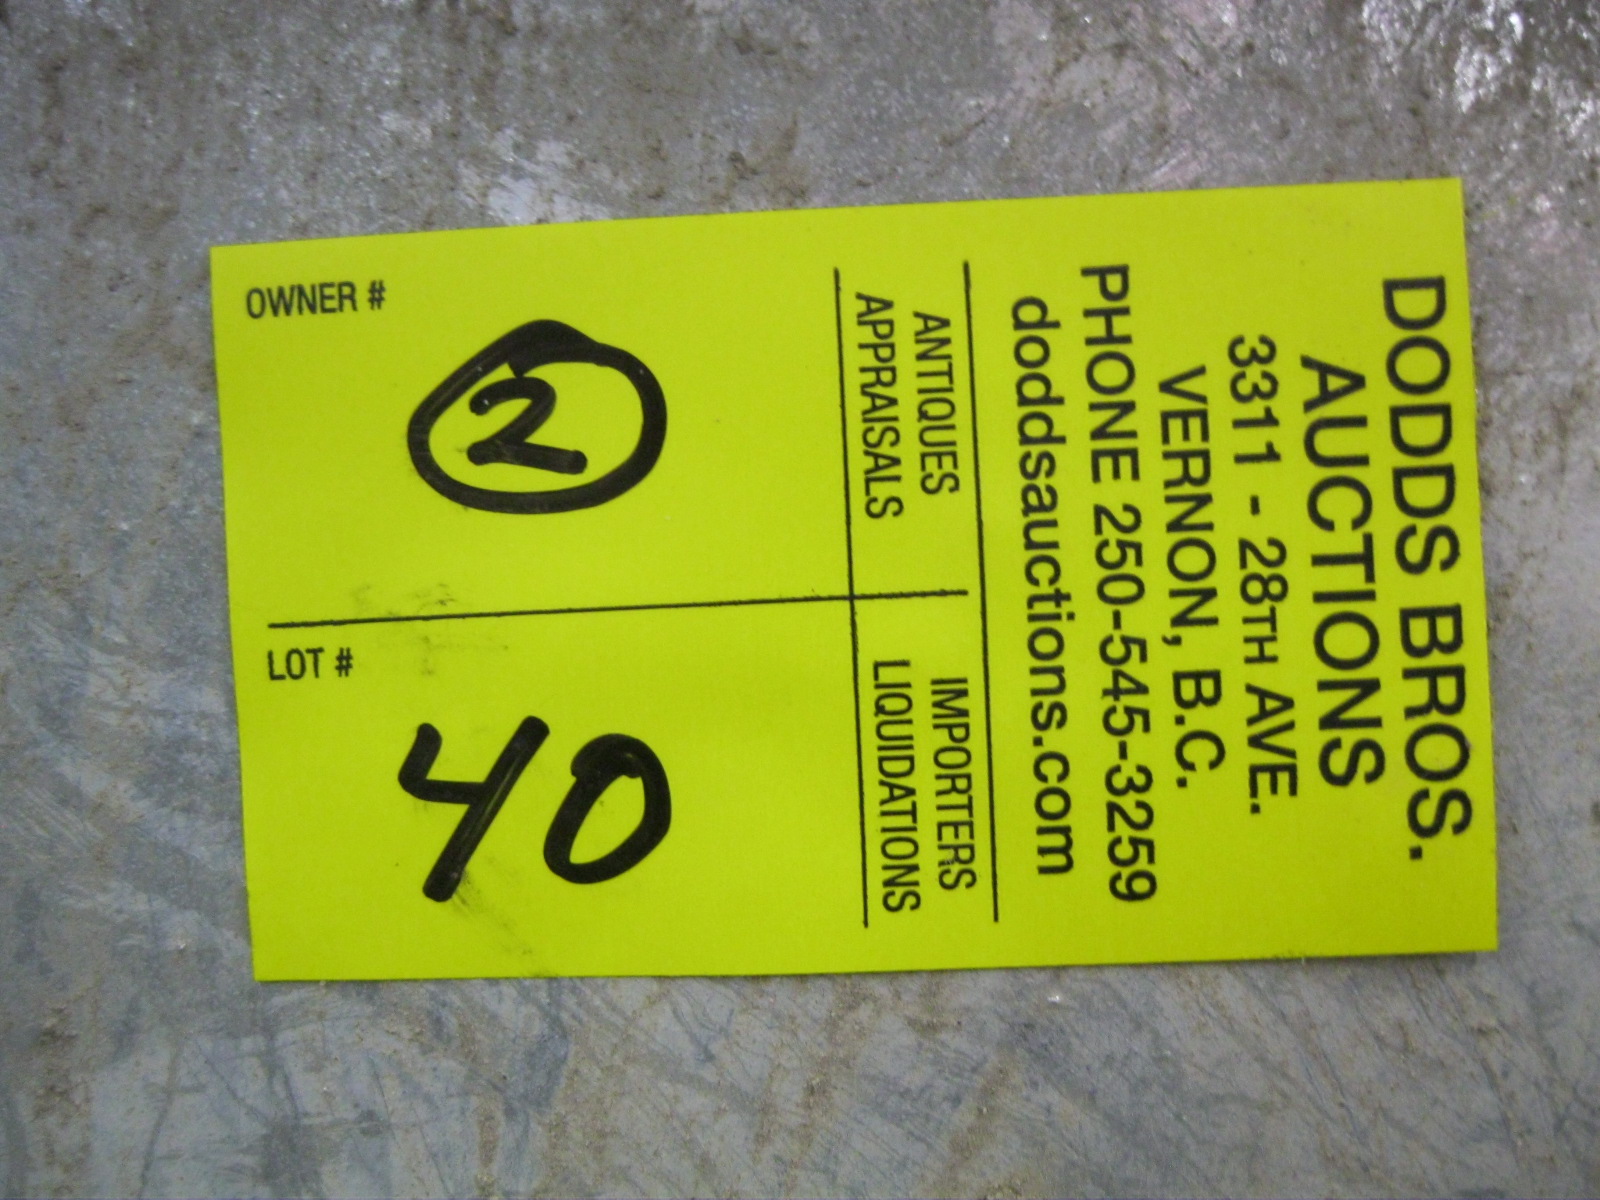 DODDS BROS.
AUCTIONS
3311 - 28TH AVE.
VERNON, B.C.
PHONE 250-545-3259
doddsauctions.com
ANTIQUES
APPRAISALS
IMPORTERS
LIQUIDATIONS
OWNER #
2
LOT #
40